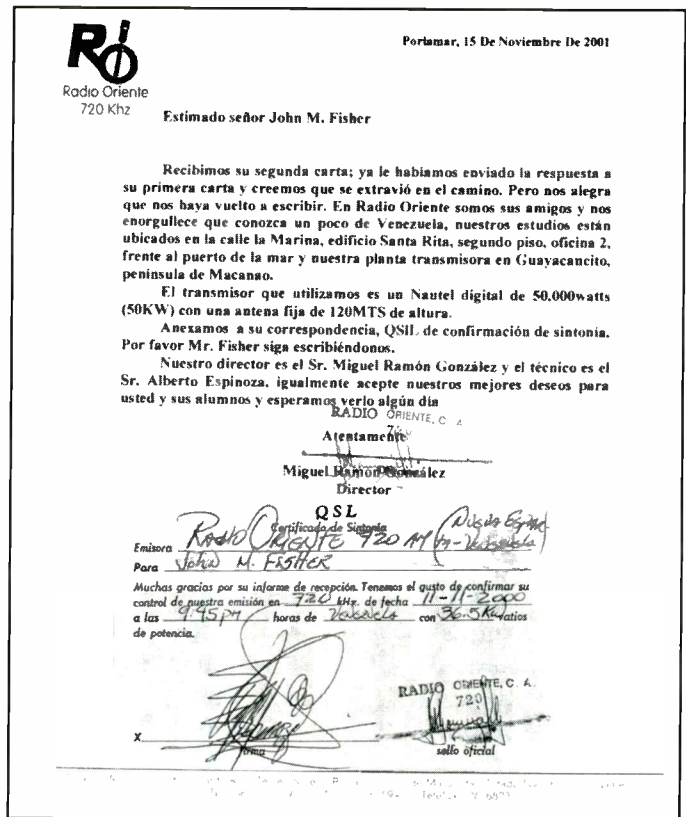 RO
Radio Oriente
720 Khz
Portamar, 15 De Noviembre De 2001
Estimado señor John M. Fisher
Recibimos su segunda carta; ya le habiamos enviado la respuesta a
su primera carta y creemos que se extravió en el camino. Pero nos alegra
que nos haya vuelto a escribir. En Radio Oriente somos sus amigos y nos
enorgullece que conozca un poco de Venezuela, nuestros estudios están
ubicados en la calle la Marina, edificio Santa Rita, segundo piso, oficina 2,
frente al puerto de la mar y nuestra planta transmisora en Guayacancito,
peninsula de Macanao.
El transmisor que utilizamos es un Nautel digital de 50.000watts
(50KW) con una antena fija de 120MTS de altura.
Anexamos a su correspondencia, QSIL de confirmación de sintonia.
Por favor Mr. Fisher siga escribiéndonos.
Nuestro director es el Sr. Miguel Ramón González y el técnico es el
Sr. Alberto Espinoza, igualmente acepte nuestros mejores deseos para
usted y sus alumnos y esperamos verlo algún día
RADIO ORIENTE, C. A
Atentamente
Miguel Ramón González
Director
QSL
Certificado de Sintonía
Emisora RADIO ORIENTE 720 AM (Nueva Espar
ta-Venezuela)
Para John M. FISHER
Muchas gracias por su informe de recepción. Tenemos el gusto de confirmar su
control de nuestra emisión en 720 kHz. de fecha 11-11-2000
a las 9:45 PM horas de Venezuela con 36.5 Kwatios
de potencia.
RADIO ORIENTE, C. A.
720
X
firma
sello oficial